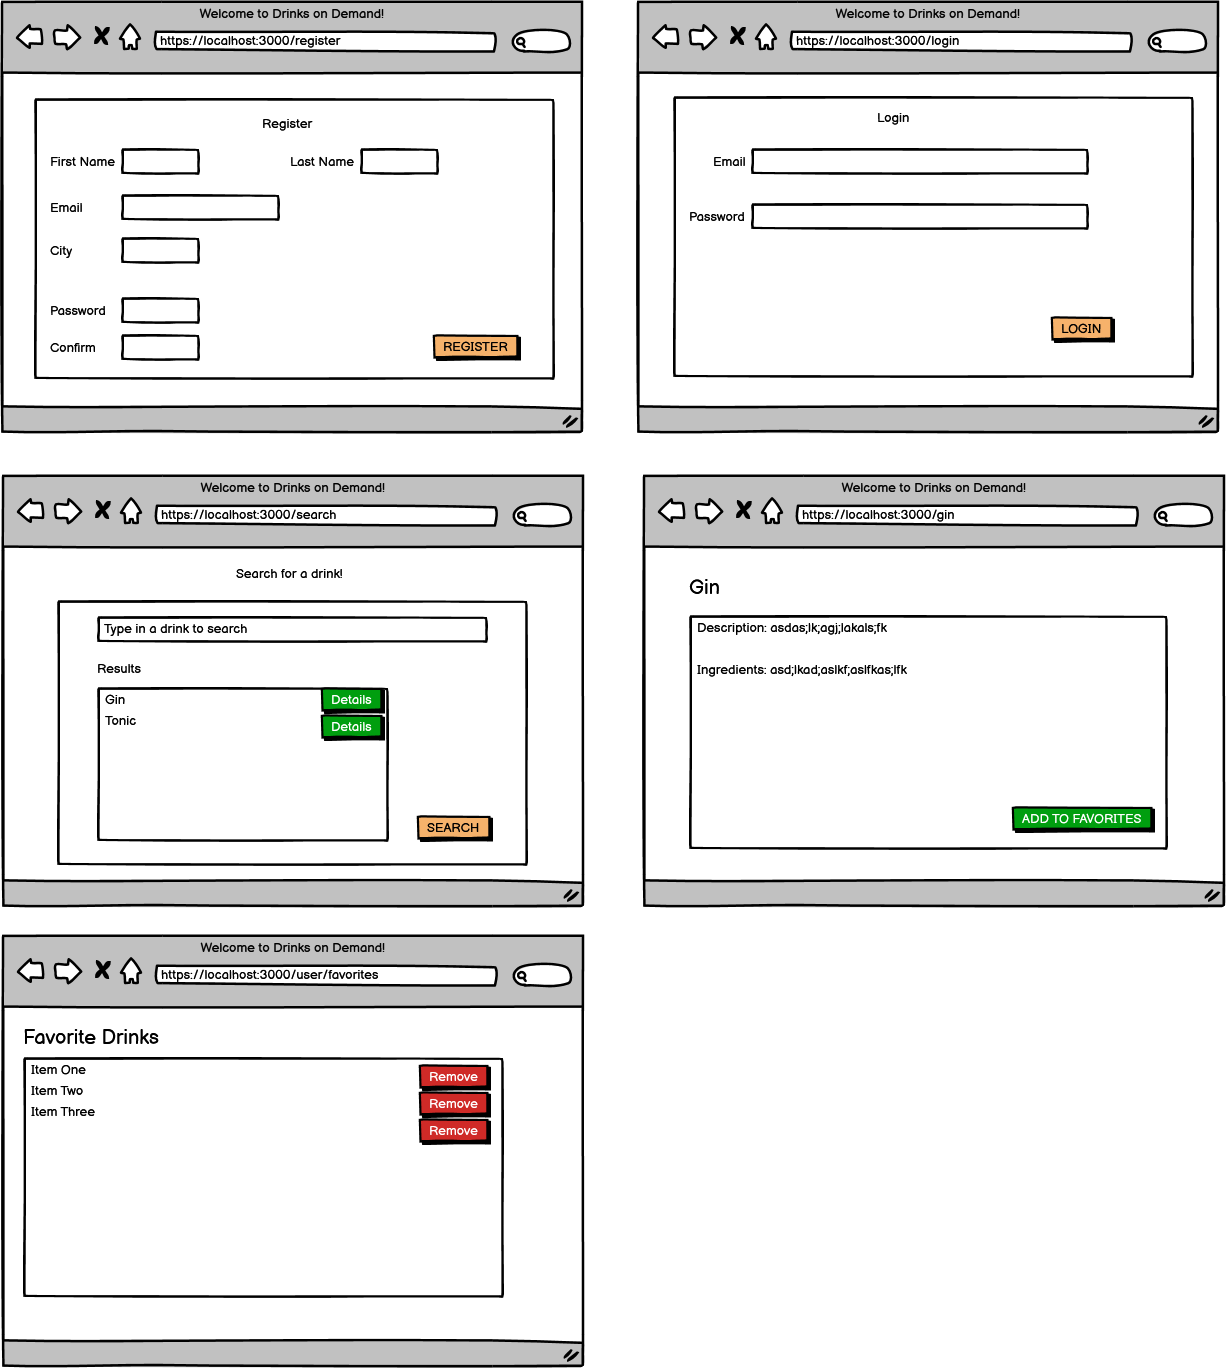 Welcome to Drinks on Demand!
https://localhost:3000/register
Register
First Name
Last Name
Email
City
Password
Confirm
REGISTER
Welcome to Drinks on Demand!
https://localhost:3000/login
Login
Email
Password
LOGIN
Welcome to Drinks on Demand!
https://localhost:3000/search
Search for a drink!
Type in a drink to search
Results
Gin
Details
Tonic
Details
SEARCH
Welcome to Drinks on Demand!
https://localhost:3000/gin
Gin
Description: asdas;lk;agj;lakals;fk
Ingredients: asd;lkad;aslkf;aslfkas;lfk
ADD TO FAVORITES
Welcome to Drinks on Demand!
https://localhost:3000/user/favorites
Favorite Drinks
Item One
Remove
Item Two
Remove
Item Three
Remove